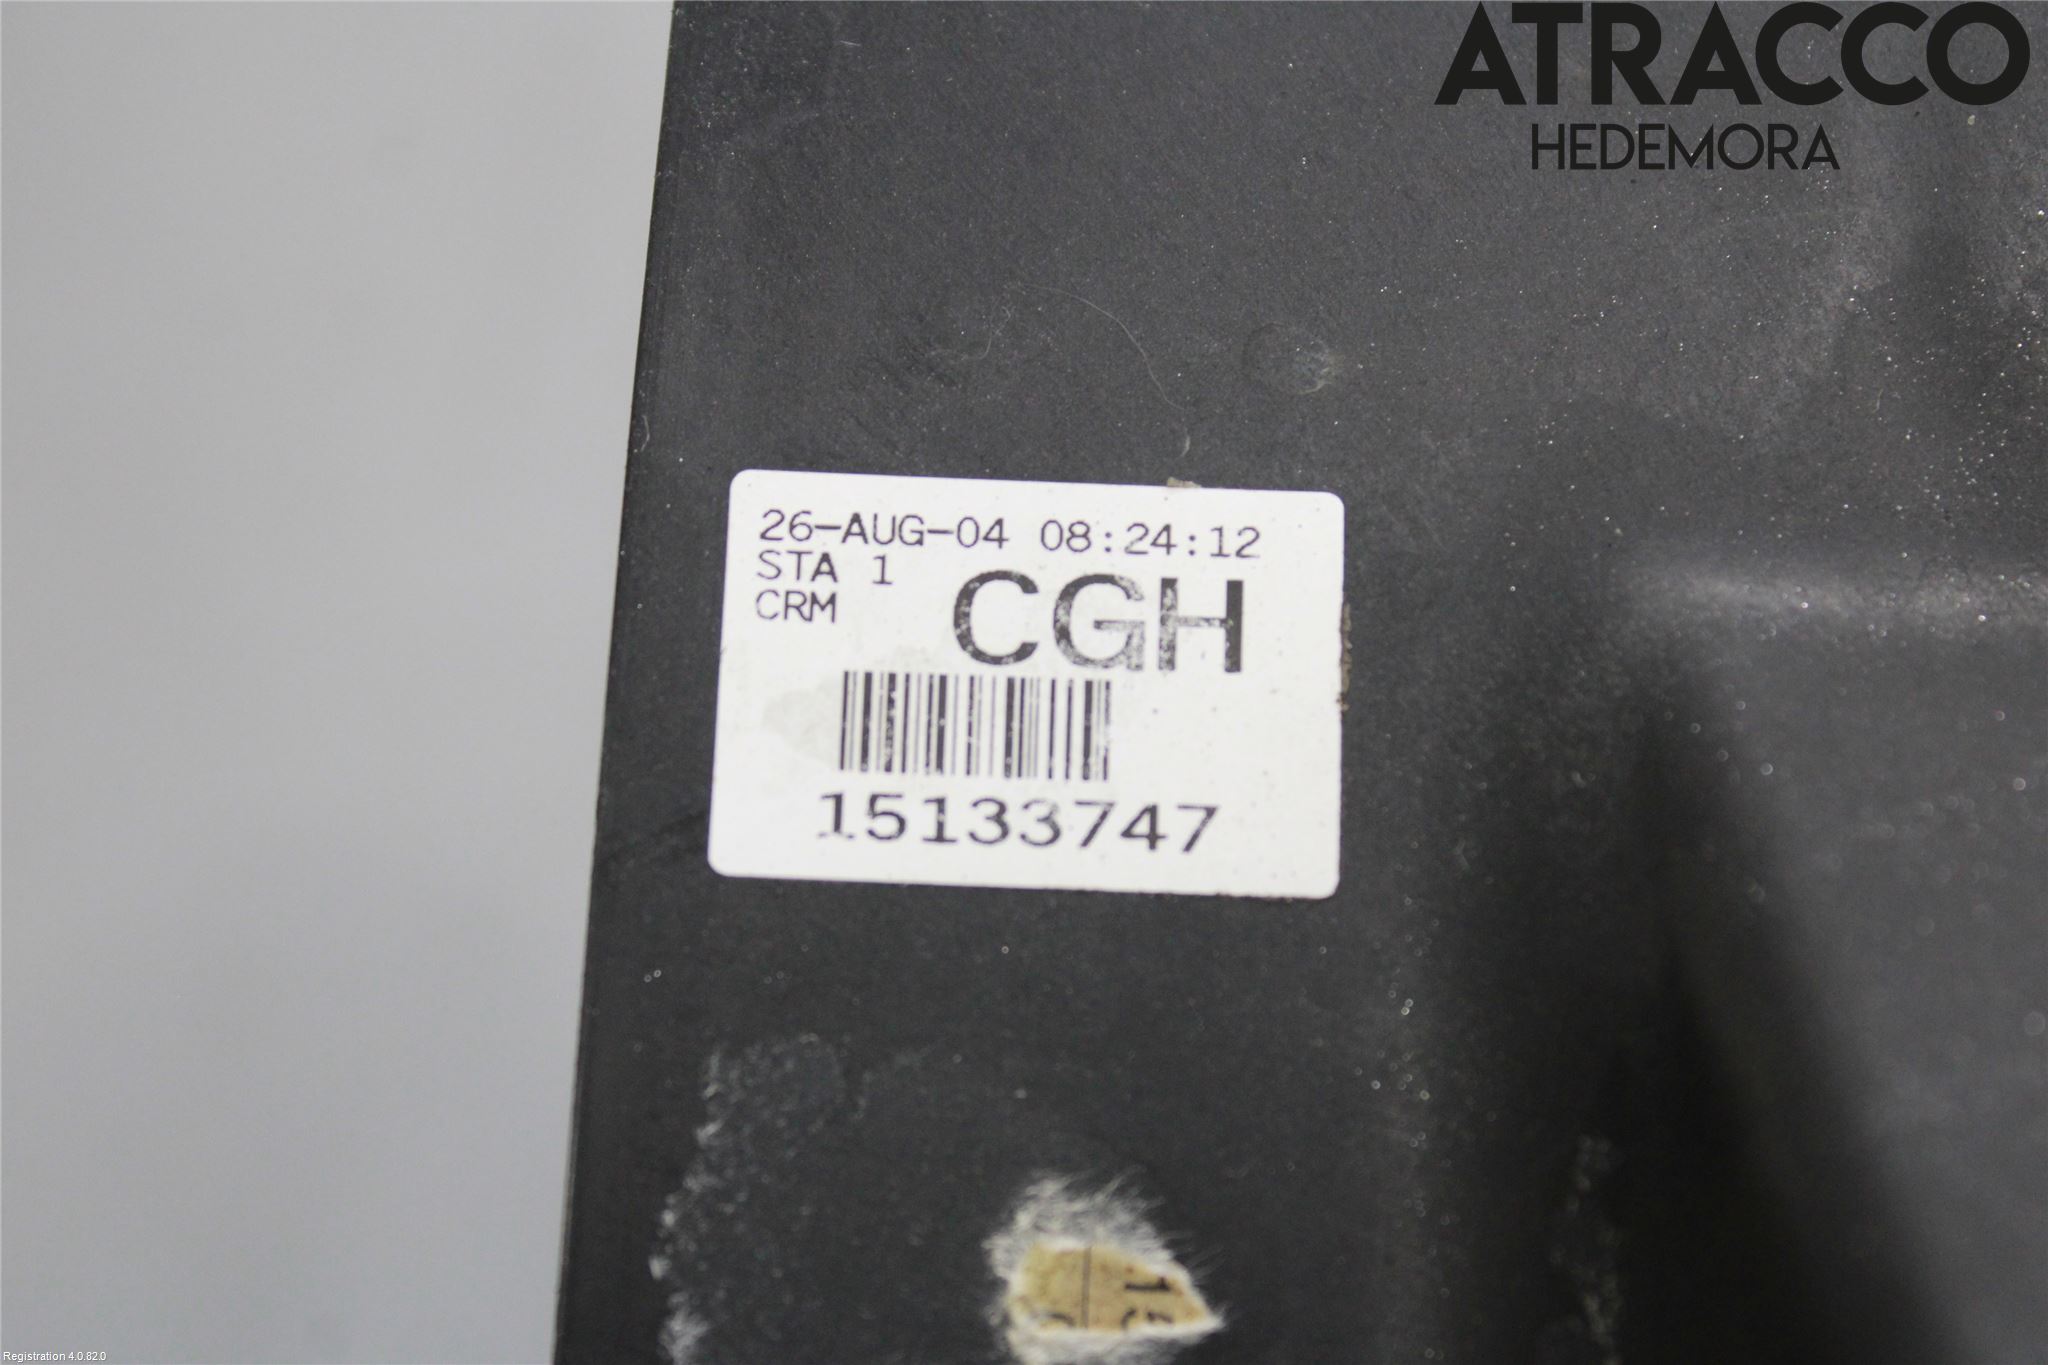 ATRACCO
HEDEMORA
26-AUG-04 08:24:12
STA 1
CRM
CGH
15133747
Registration 4.0.82.0